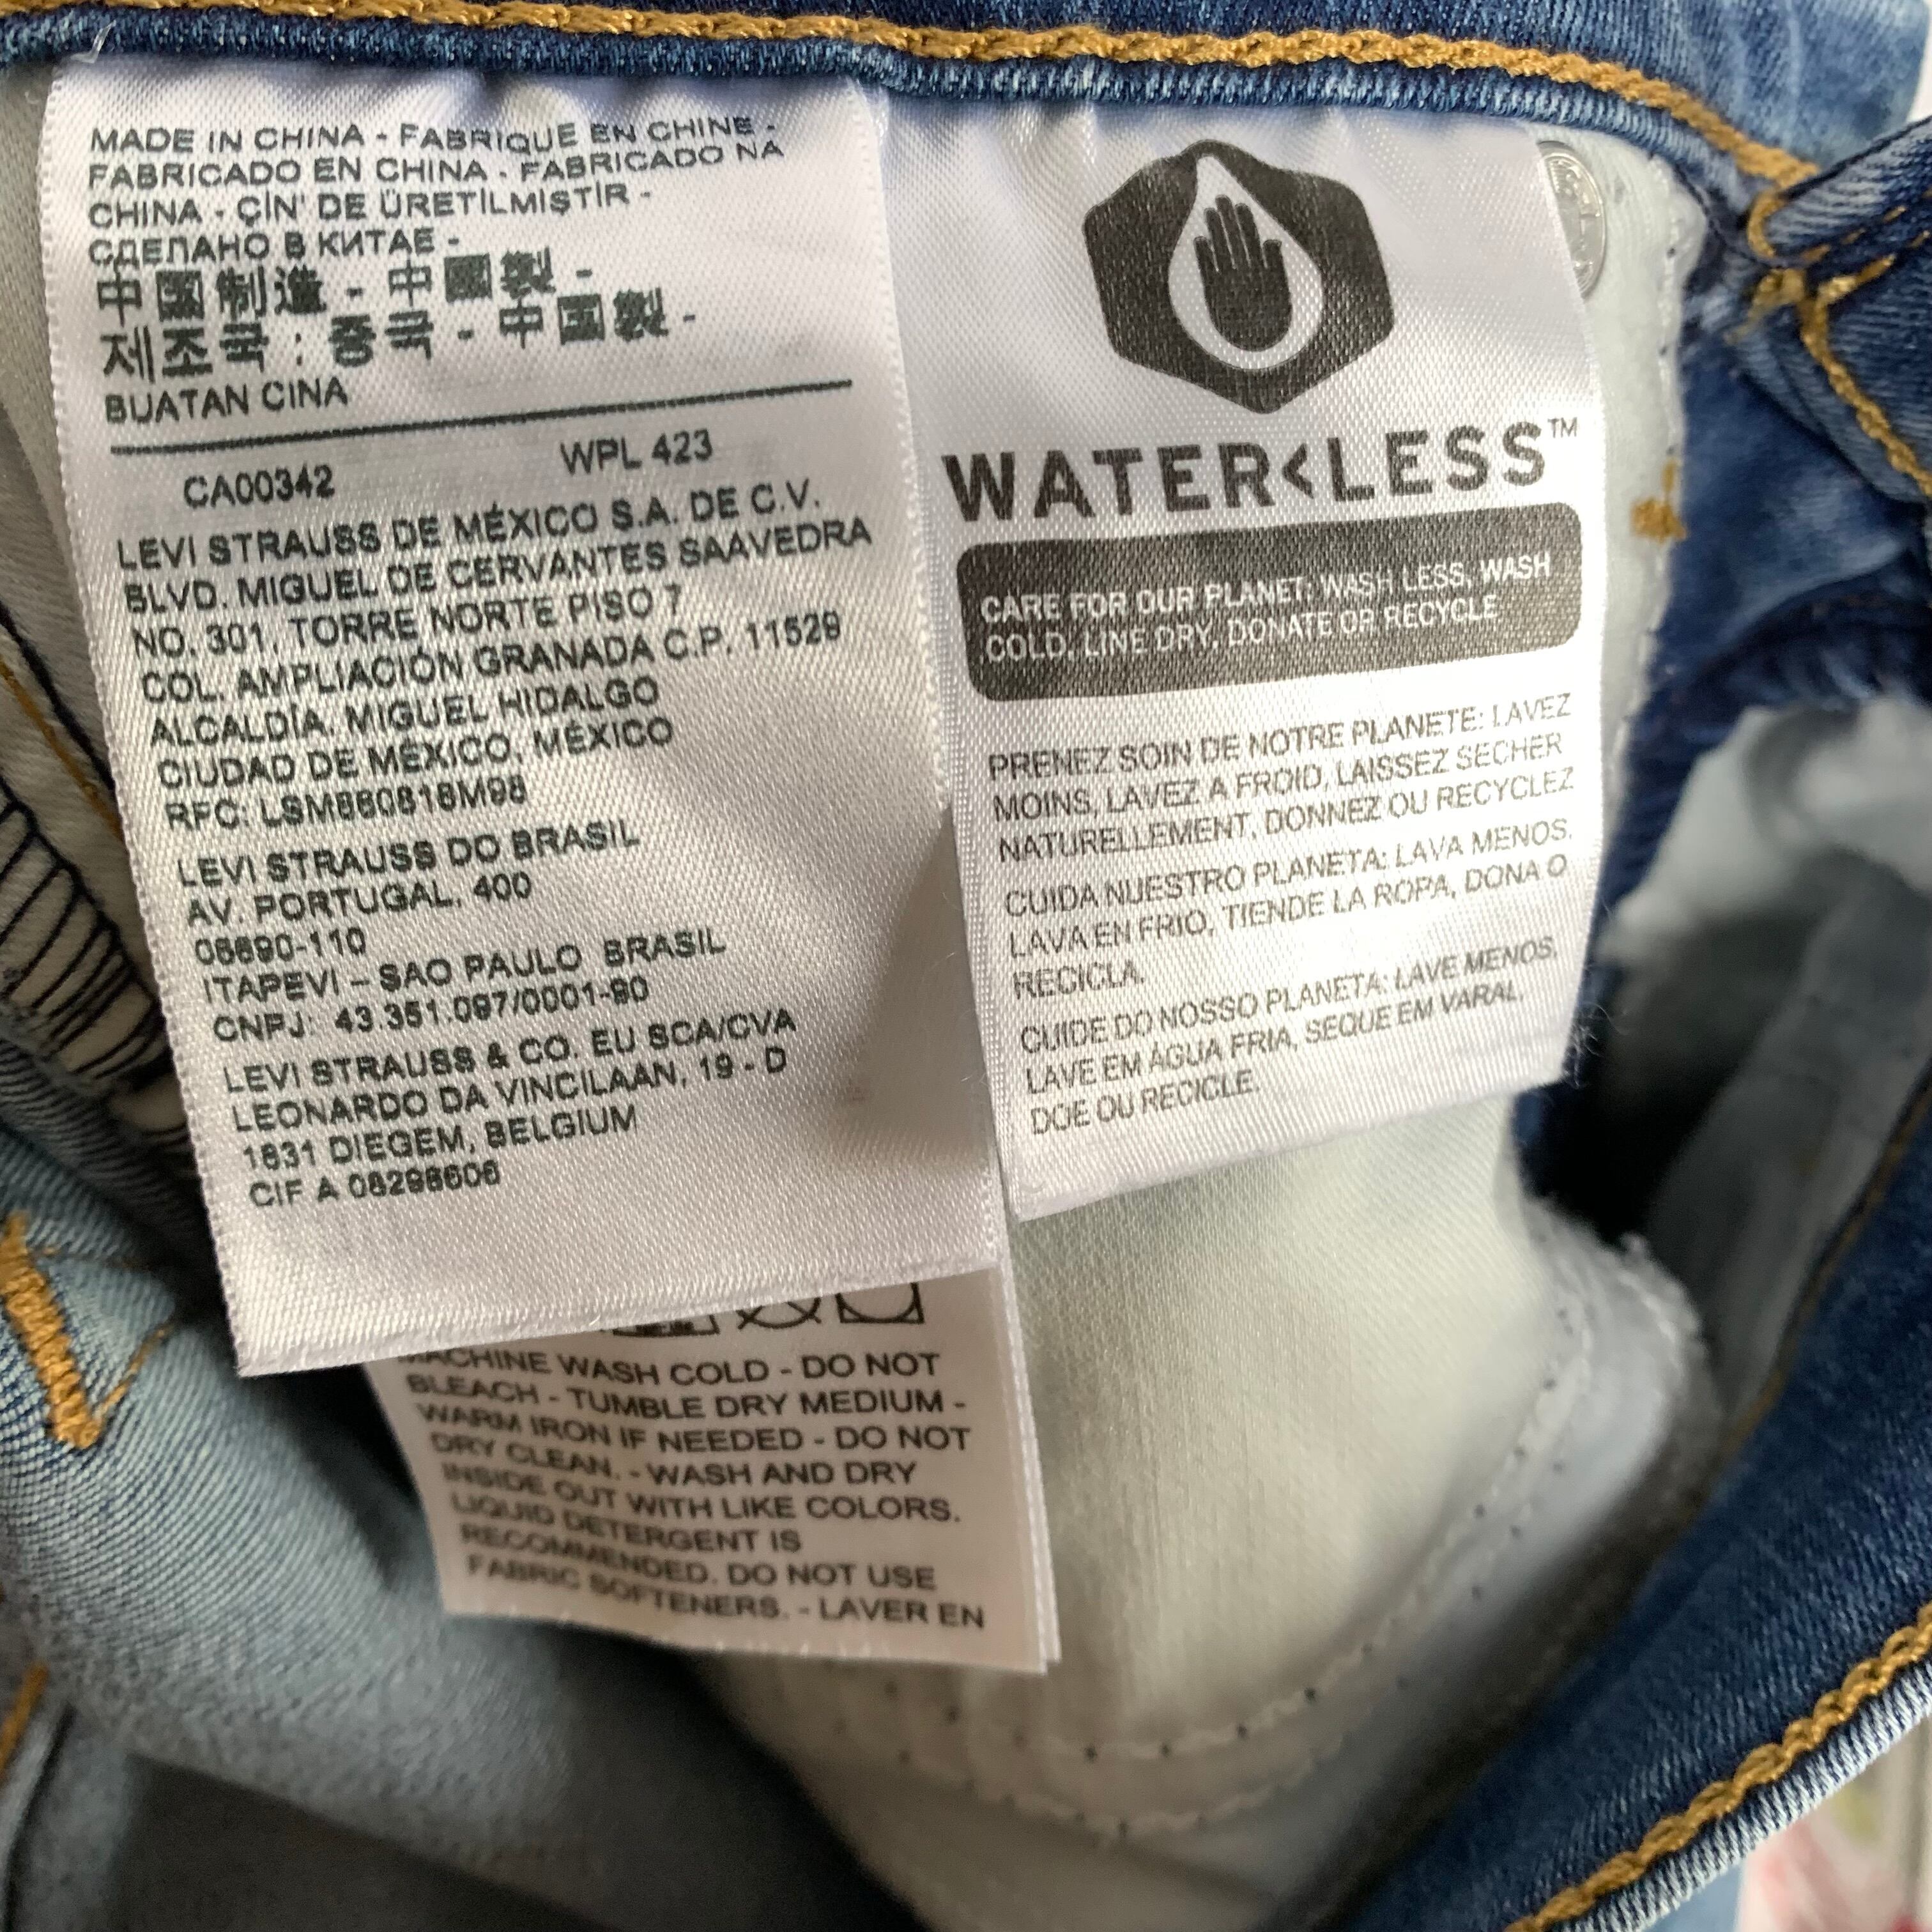 MADE IN CHINA - FABRIQUE EN CHINE -
FABRICADO EN CHINA - FABRICADO NA
CHINA - ÇİN' DE ÜRETİLMİŞTİR -
СДЕЛАНО В КИТАЕ -
中國制造 - 中國製 -
제조국 : 중국 - 中国製 -
BUATAN CINA
CA00342 WPL 423
LEVI STRAUSS DE MÉXICO S.A. DE C.V.
BLVD. MIGUEL DE CERVANTES SAAVEDRA
NO. 301, TORRE NORTE PISO 7
COL. AMPLIACIÓN GRANADA C.P. 11529
ALCALDÍA. MIGUEL HIDALGO
CIUDAD DE MÉXICO, MÉXICO
RFC: LSM860818M98
LEVI STRAUSS DO BRASIL
AV. PORTUGAL, 400
06690-110
ITAPEVI – SAO PAULO BRASIL
CNPJ: 43.351.097/0001-90
LEVI STRAUSS & CO. EU SCA/CVA
LEONARDO DA VINCILAAN, 19 - D
1831 DIEGEM, BELGIUM
CIF A 08298606
WATER<LESS™
CARE FOR OUR PLANET: WASH LESS, WASH
COLD, LINE DRY, DONATE OR RECYCLE
PRENEZ SOIN DE NOTRE PLANETE: LAVEZ
MOINS, LAVEZ A FROID, LAISSEZ SECHER
NATURELLEMENT, DONNEZ OU RECYCLEZ
CUIDA NUESTRO PLANETA: LAVA MENOS,
LAVA EN FRIO, TIENDE LA ROPA, DONA O
RECICLA.
CUIDE DO NOSSO PLANETA: LAVE MENOS,
LAVE EM ÁGUA FRIA, SEQUE EM VARAL,
DOE OU RECICLE.
MACHINE WASH COLD - DO NOT
BLEACH - TUMBLE DRY MEDIUM -
WARM IRON IF NEEDED - DO NOT
DRY CLEAN. - WASH AND DRY
INSIDE OUT WITH LIKE COLORS.
LIQUID DETERGENT IS
RECOMMENDED. DO NOT USE
FABRIC SOFTENERS. - LAVER EN